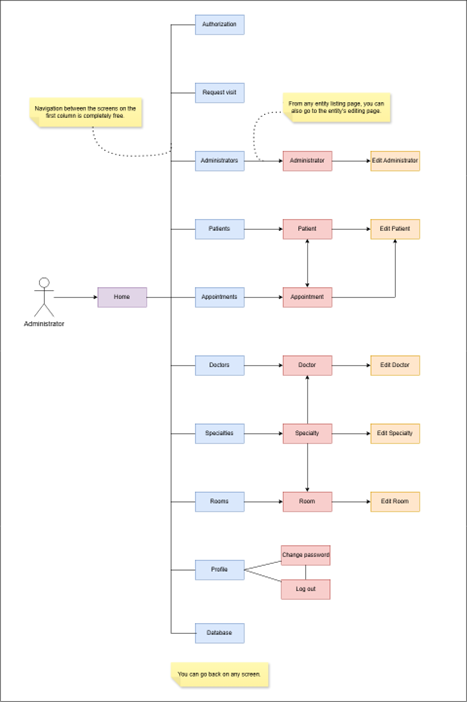 Authorization
Request visit
Navigation between the screens on the
first column is completely free.
From any entity listing page, you can
also go to the entity's editing page.
Administrators
Administrator
Edit Administrator
Patients
Patient
Edit Patient
Home
Appointments
Appointment
Administrator
Doctors
Doctor
Edit Doctor
Specialties
Specialty
Edit Specialty
Rooms
Room
Edit Room
Change password
Profile
Log out
Database
You can go back on any screen.